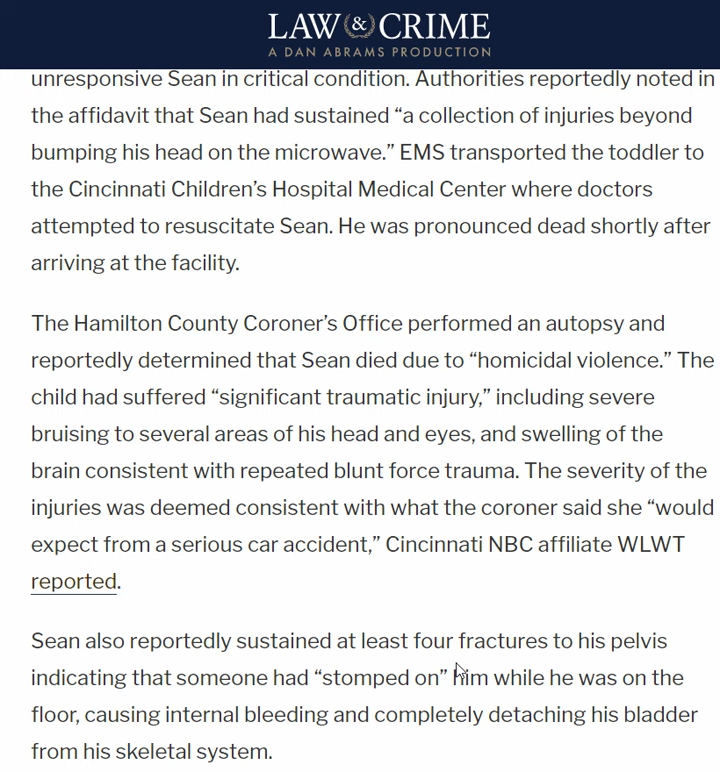 LAW & CRIME
A DAN ABRAMS PRODUCTION
unresponsive Sean in critical condition. Authorities reportedly noted in
the affidavit that Sean had sustained “a collection of injuries beyond
bumping his head on the microwave.” EMS transported the toddler to
the Cincinnati Children’s Hospital Medical Center where doctors
attempted to resuscitate Sean. He was pronounced dead shortly after
arriving at the facility.
The Hamilton County Coroner’s Office performed an autopsy and
reportedly determined that Sean died due to “homicidal violence.” The
child had suffered “significant traumatic injury,” including severe
bruising to several areas of his head and eyes, and swelling of the
brain consistent with repeated blunt force trauma. The severity of the
injuries was deemed consistent with what the coroner said she “would
expect from a serious car accident,” Cincinnati NBC affiliate WLWT
reported.
Sean also reportedly sustained at least four fractures to his pelvis
indicating that someone had “stomped on” him while he was on the
floor, causing internal bleeding and completely detaching his bladder
from his skeletal system.